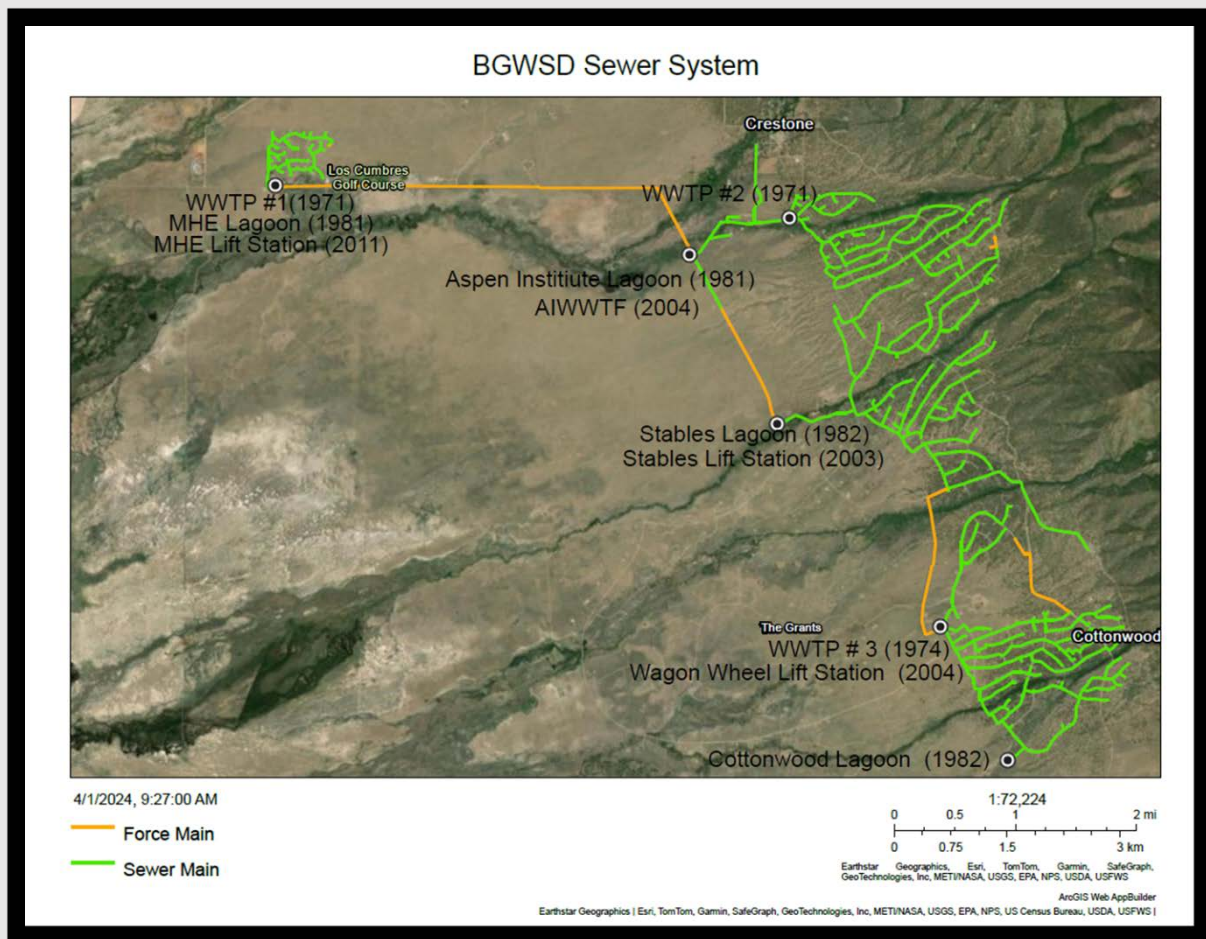 BGWSD Sewer System
Crestone
Los Cumbres
Golf Course
WWTP #2 (1971)
WWTP #1(1971)
MHE Lagoon (1981)
MHE Lift Station (2011)
Aspen Institiute Lagoon (1981)
AIWWTF (2004)
Stables Lagoon (1982)
Stables Lift Station (2003)
The Grants
Cottonwood
WWTP # 3 (1974)
Wagon Wheel Lift Station (2004)
Cottonwood Lagoon (1982)
4/1/2024, 9:27:00 AM
Force Main
Sewer Main
1:72,224
0 0.5 1 2 mi
0 0.75 1.5 3 km
Earthstar Geographics, Esri, TomTom, Garmin, SafeGraph,
GeoTechnologies, Inc, METI/NASA, USGS, EPA, NPS, USDA, USFWS
ArcGIS Web AppBuilder
Earthstar Geographics | Esri, TomTom, Garmin, SafeGraph, GeoTechnologies, Inc, METI/NASA, USGS, EPA, NPS, US Census Bureau, USDA, USFWS |